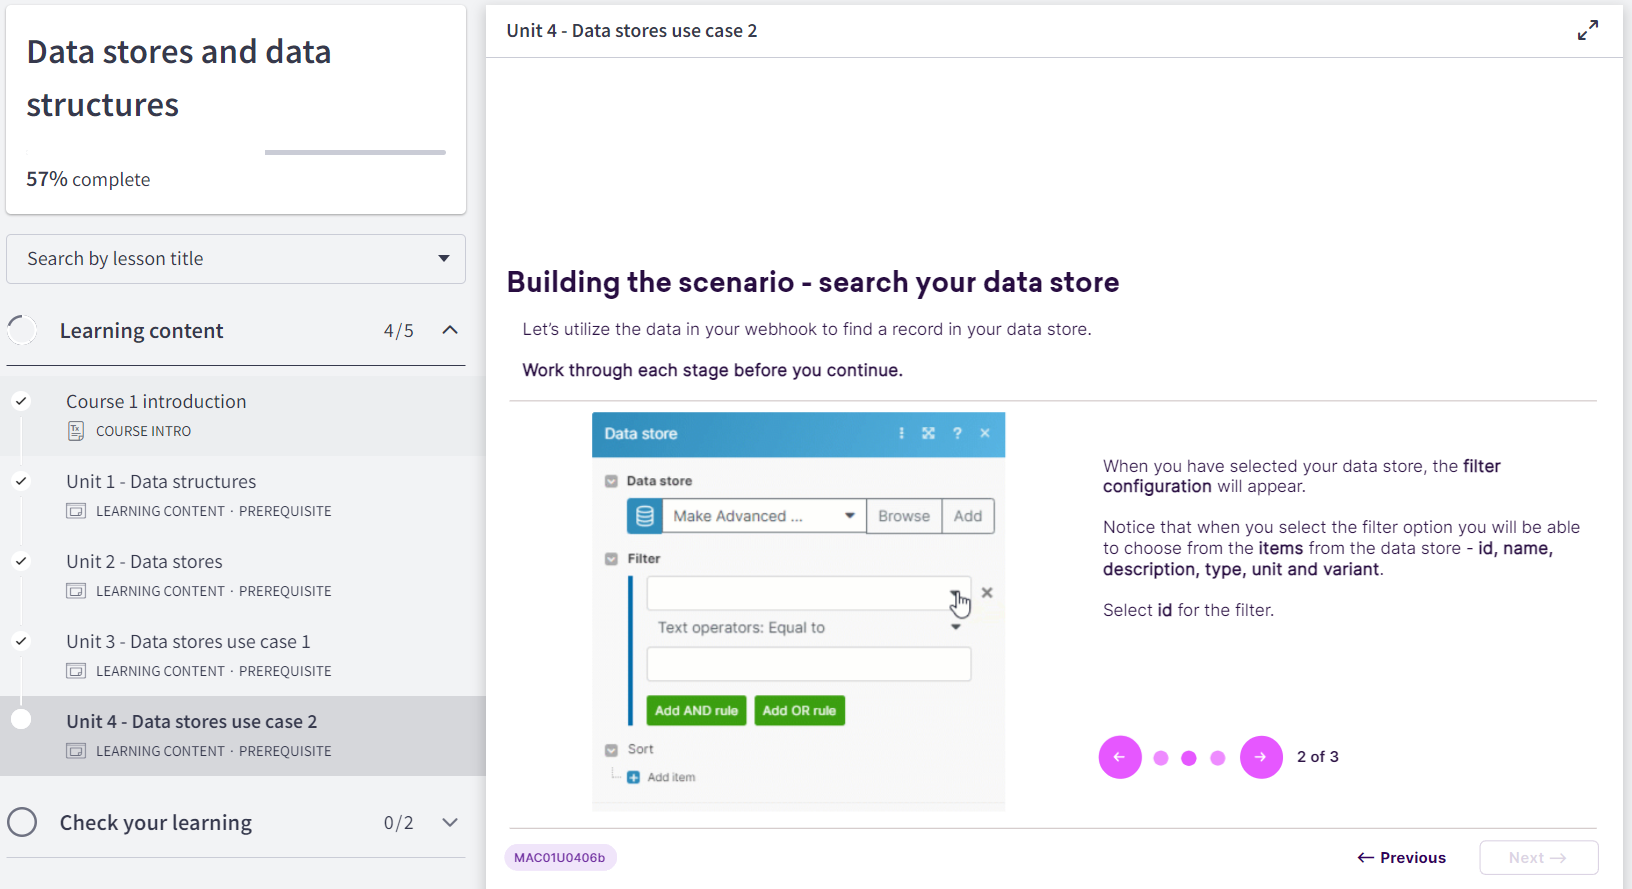 Data stores and data
structures
57% complete
Search by lesson title
Learning content 4/5
Course 1 introduction
COURSE INTRO
Unit 1 - Data structures
LEARNING CONTENT · PREREQUISITE
Unit 2 - Data stores
LEARNING CONTENT · PREREQUISITE
Unit 3 - Data stores use case 1
LEARNING CONTENT · PREREQUISITE
Unit 4 - Data stores use case 2
LEARNING CONTENT · PREREQUISITE
Check your learning 0/2
Unit 4 - Data stores use case 2
Building the scenario - search your data store
Let's utilize the data in your webhook to find a record in your data store.
Work through each stage before you continue.
Data store ?
Data store
Make Advanced ... Browse Add
Filter
Text operators: Equal to
Add AND rule Add OR rule
Sort
Add item
When you have selected your data store, the filter
configuration will appear.
Notice that when you select the filter option you will be able
to choose from the items from the data store - id, name,
description, type, unit and variant.
Select id for the filter.
2 of 3
MAC01U0406b
← Previous
Next →